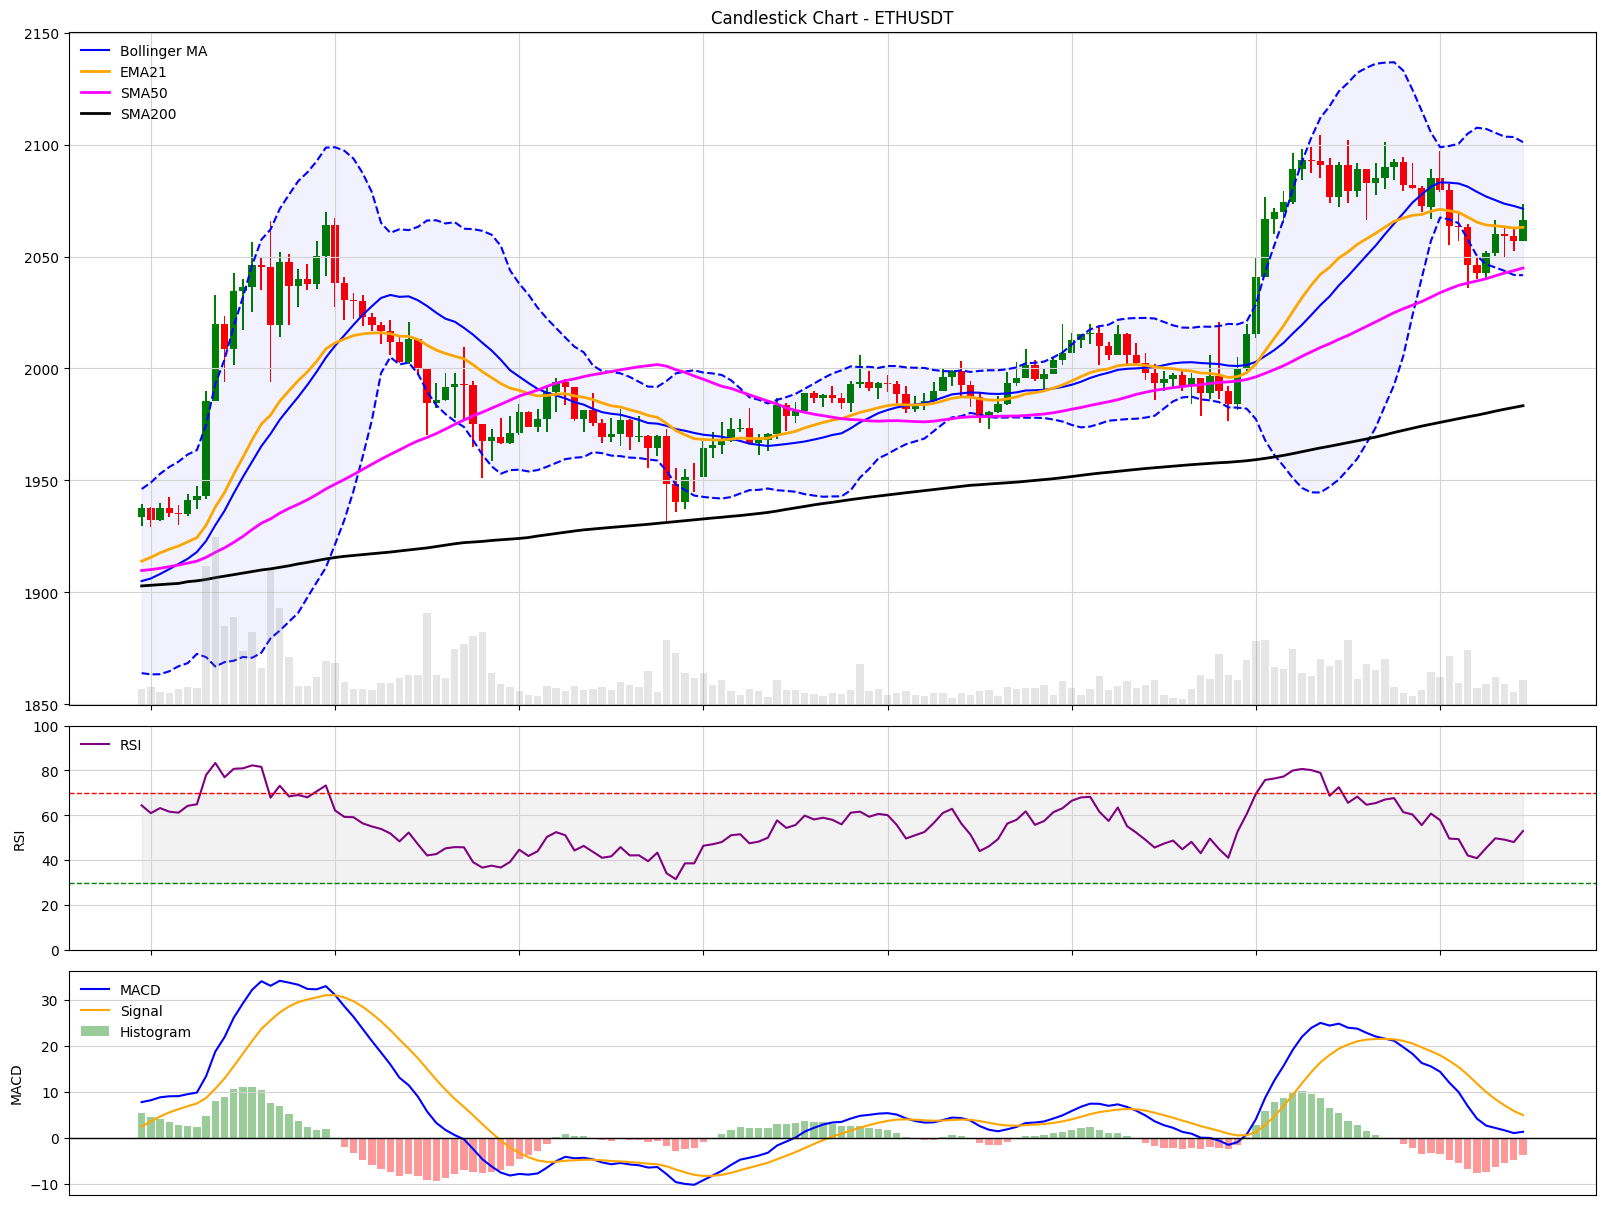 Candlestick Chart - ETHUSDT
Bollinger MA
EMA21
SMA50
SMA200
2150
2100
2050
2000
1950
1900
1850
RSI
RSI
100
80
60
40
20
0
MACD
Signal
Histogram
MACD
30
20
10
0
−10